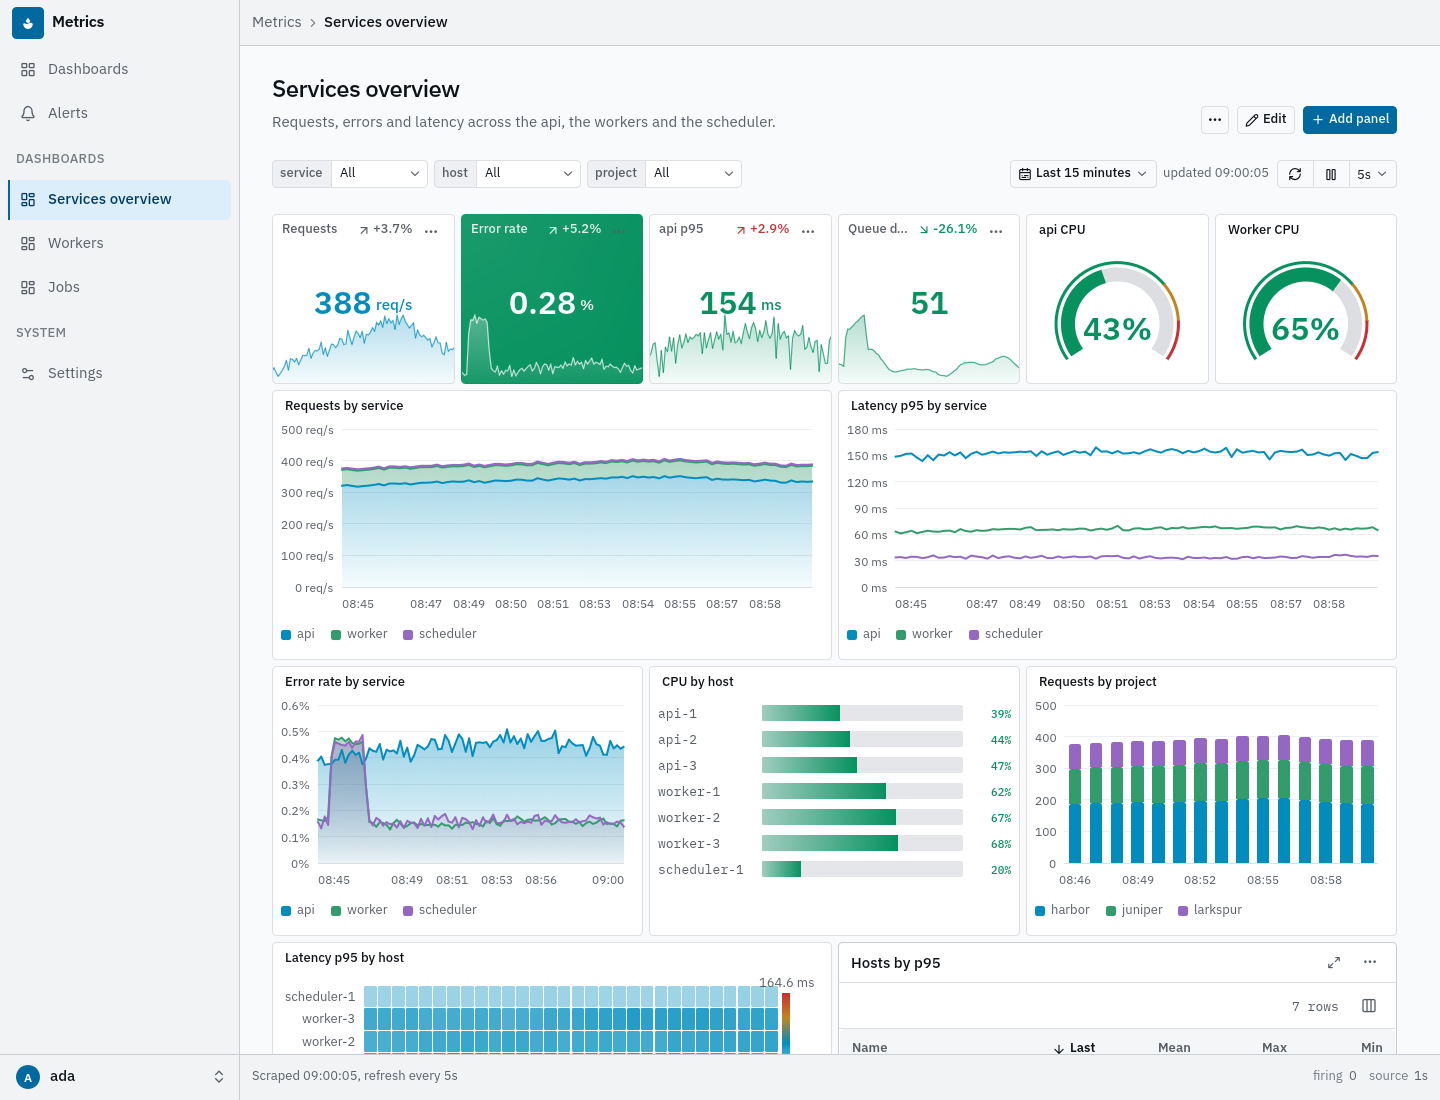 Metrics
Metrics > Services overview
Dashboards
Alerts
DASHBOARDS
Services overview
Workers
Jobs
SYSTEM
Settings
Services overview
Requests, errors and latency across the api, the workers and the scheduler.
Edit
Add panel
service All
host All
project All
Last 15 minutes
updated 09:00:05
5s
Requests +3.7%
388 req/s
Error rate +5.2%
0.28 %
api p95 +2.9%
154 ms
Queue d... -26.1%
51
api CPU
43%
Worker CPU
65%
Requests by service
500 req/s
400 req/s
300 req/s
200 req/s
100 req/s
0 req/s
08:45 08:47 08:49 08:50 08:51 08:53 08:54 08:55 08:57 08:58
api worker scheduler
Latency p95 by service
180 ms
150 ms
120 ms
90 ms
60 ms
30 ms
0 ms
08:45 08:47 08:49 08:50 08:51 08:53 08:54 08:55 08:57 08:58
api worker scheduler
Error rate by service
0.6%
0.5%
0.4%
0.3%
0.2%
0.1%
0%
08:45 08:49 08:51 08:53 08:56 09:00
api worker scheduler
CPU by host
api-1 39%
api-2 44%
api-3 47%
worker-1 62%
worker-2 67%
worker-3 68%
scheduler-1 20%
Requests by project
500
400
300
200
100
0
08:46 08:49 08:52 08:55 08:58
harbor juniper larkspur
Latency p95 by host
164.6 ms
scheduler-1
worker-3
worker-2
Hosts by p95
7 rows
Name Last Mean Max Min
A ada
Scraped 09:00:05, refresh every 5s
firing 0 source 1s